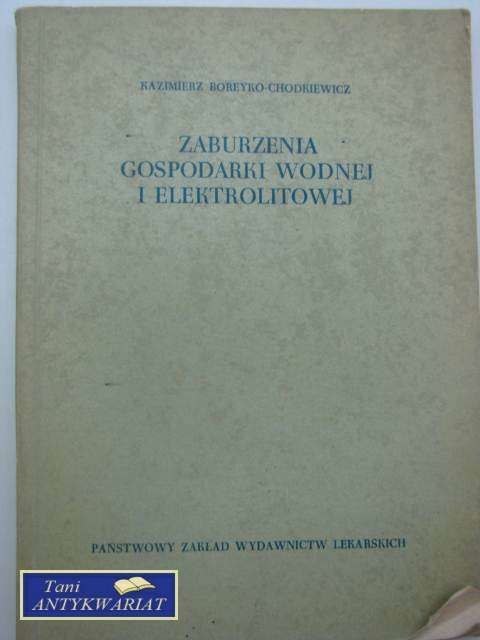 KAZIMIERZ BOREYKO-CHODKIEWICZ
ZABURZENIA
GOSPODARKI WODNEJ
I ELEKTROLITOWEJ
PAŃSTWOWY ZAKŁAD WYDAWNICTW LEKARSKICH
Tani
ANTYKWARIAT